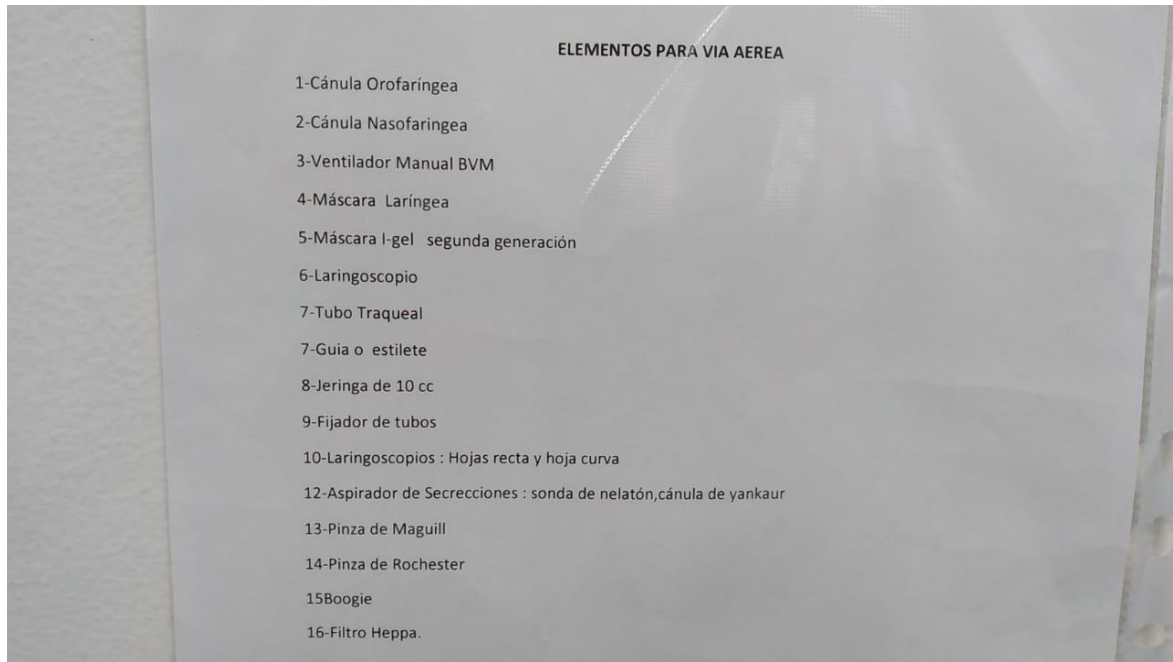 ELEMENTOS PARA VIA AEREA
1-Cánula Orofaríngea
2-Cánula Nasofaringea
3-Ventilador Manual BVM
4-Máscara Laríngea
5-Máscara I-gel segunda generación
6-Laringoscopio
7-Tubo Traqueal
7-Guia o estilete
8-Jeringa de 10 cc
9-Fijador de tubos
10-Laringoscopios : Hojas recta y hoja curva
12-Aspirador de Secrecciones : sonda de nelatón,cánula de yankaur
13-Pinza de Maguill
14-Pinza de Rochester
15Boogie
16-Filtro Heppa.